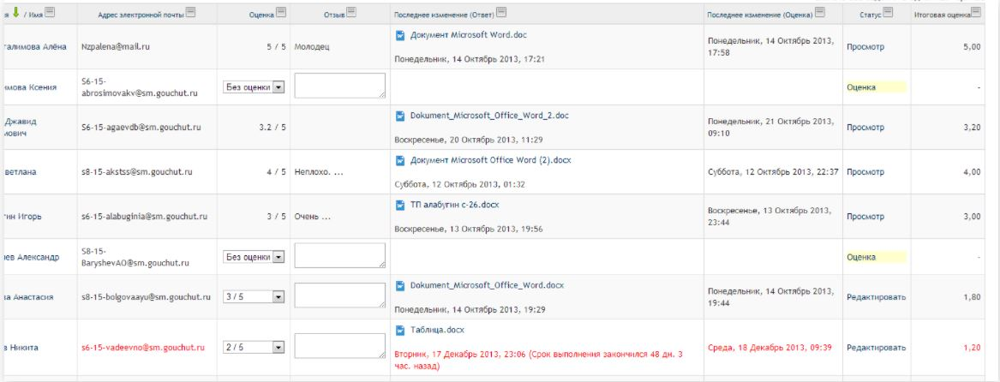 я / Имя Адрес электронной почты Оценка Отзыв Последнее изменение (Ответ) Последнее изменение (Оценка) Статус Итоговая оценка
талимова Алёна Nzpalena@mail.ru 5 / 5 Молодец Документ Microsoft Word.doc Понедельник, 14 Октябрь 2013, Просмотр 5,00
Понедельник, 14 Октябрь 2013, 17:21 17:58
имова Ксения S6-15- Без оценки Оценка -
abrosimovakv@sm.gouchut.ru
Джавид S6-15-agaevdb@sm.gouchut.ru 3.2 / 5 Dokument_Microsoft_Office_Word_2.doc Понедельник, 21 Октябрь 2013, Просмотр 3,20
мович Воскресенье, 20 Октябрь 2013, 11:29 09:10
ветлана s8-15-akstss@sm.gouchut.ru 4 / 5 Неплохо. ... Документ Microsoft Office Word (2).docx Суббота, 12 Октябрь 2013, 22:37 Просмотр 4,00
Суббота, 12 Октябрь 2013, 01:32
гин Игорь s6-15-alabuginia@sm.gouchut.ru 3 / 5 Очень ... ТП алабугин с-26.docx Воскресенье, 13 Октябрь 2013, Просмотр 3,00
Воскресенье, 13 Октябрь 2013, 19:56 23:44
ев Александр S8-15- Без оценки Оценка -
BaryshevAO@sm.gouchut.ru
ва Анастасия s8-15-bolgovaayu@sm.gouchut.ru 3 / 5 Dokument_Microsoft_Office_Word.docx Понедельник, 14 Октябрь 2013, Редактировать 1,80
Понедельник, 14 Октябрь 2013, 19:29 19:44
в Никита s6-15-vadeevno@sm.gouchut.ru 2 / 5 Таблица.docx Среда, 18 Декабрь 2013, 09:39 Редактировать 1,20
Вторник, 17 Декабрь 2013, 23:06 (Срок выполнения закончился 48 дн. 3
час. назад)